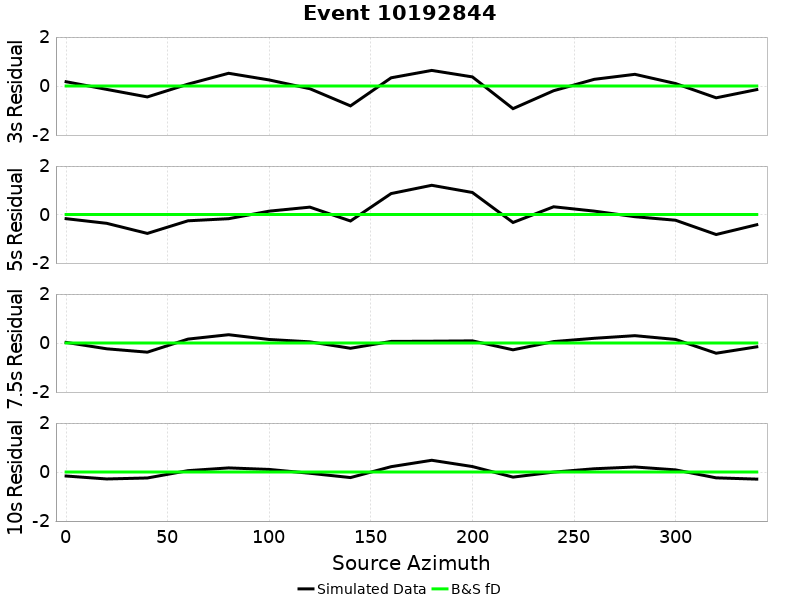 Event 10192844
3s Residual
2
0
-2
5s Residual
2
0
-2
7.5s Residual
2
0
-2
10s Residual
2
0
-2
0 50 100 150 200 250 300
Source Azimuth
Simulated Data B&S fD